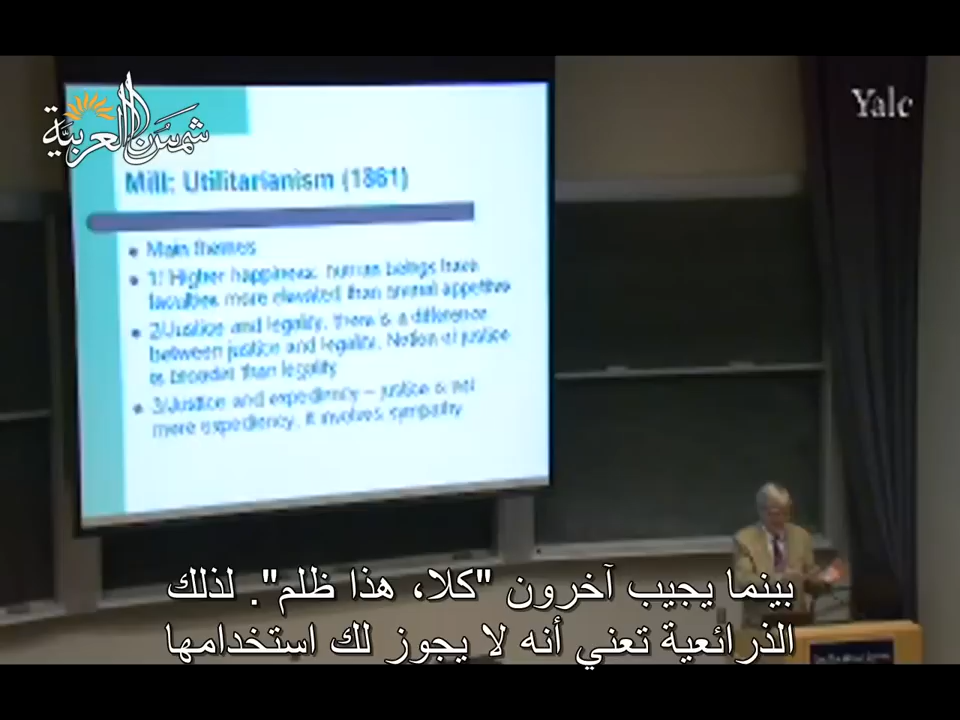 شمس العربية
Yale
Mill: Utilitarianism (1861)
Main themes
1/ Higher happiness: human beings have
faculties more elevated than animal appetites
2/Justice and legality, there is a difference
between justice and legality. Notion of justice
is broader than legality
3/Justice and expediency – justice is not
mere expediency, it involves sympathy
بينما يجيب آخرون "كلا، هذا ظلم". لذلك
الذرائعية تعني أنه لا يجوز لك استخدامها